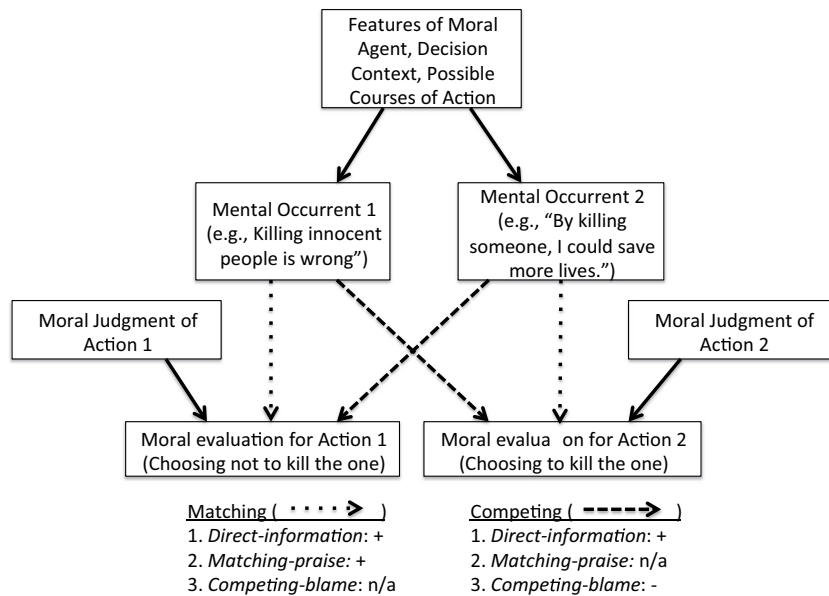 Features of Moral
Agent, Decision
Context, Possible
Courses of Action
Mental Occurrent 1
(e.g., Killing innocent
people is wrong”)
Mental Occurrent 2
(e.g., “By killing
someone, I could save
more lives.”)
Moral Judgment of
Action 1
Moral Judgment of
Action 2
Moral evaluation for Action 1
(Choosing not to kill the one)
Moral evalua on for Action 2
(Choosing to kill the one)
Matching ( )
1. Direct-information: +
2. Matching-praise: +
3. Competing-blame: n/a
Competing ( )
1. Direct-information: +
2. Matching-praise: n/a
3. Competing-blame: -